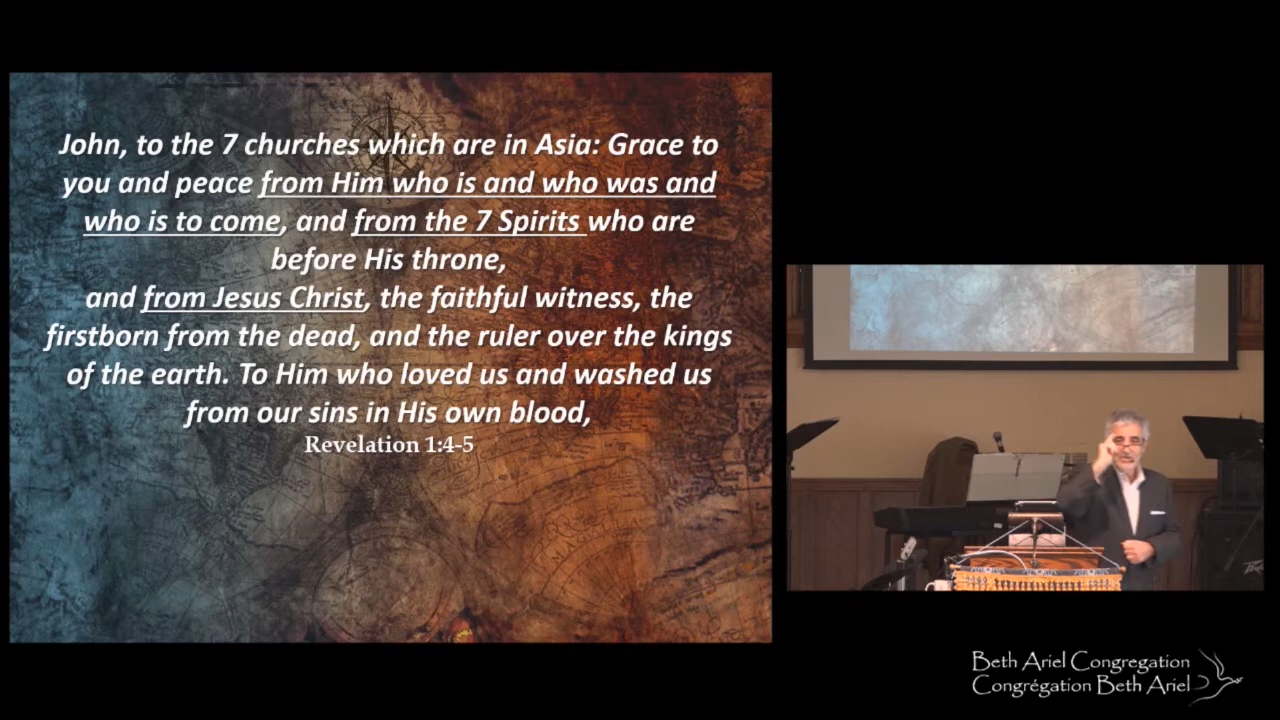 John, to the 7 churches which are in Asia: Grace to
you and peace from Him who is and who was and
who is to come, and from the 7 Spirits who are
before His throne,
and from Jesus Christ, the faithful witness, the
firstborn from the dead, and the ruler over the kings
of the earth. To Him who loved us and washed us
from our sins in His own blood,
Revelation 1:4-5
Beth Ariel Congregation
Congrégation Beth Ariel